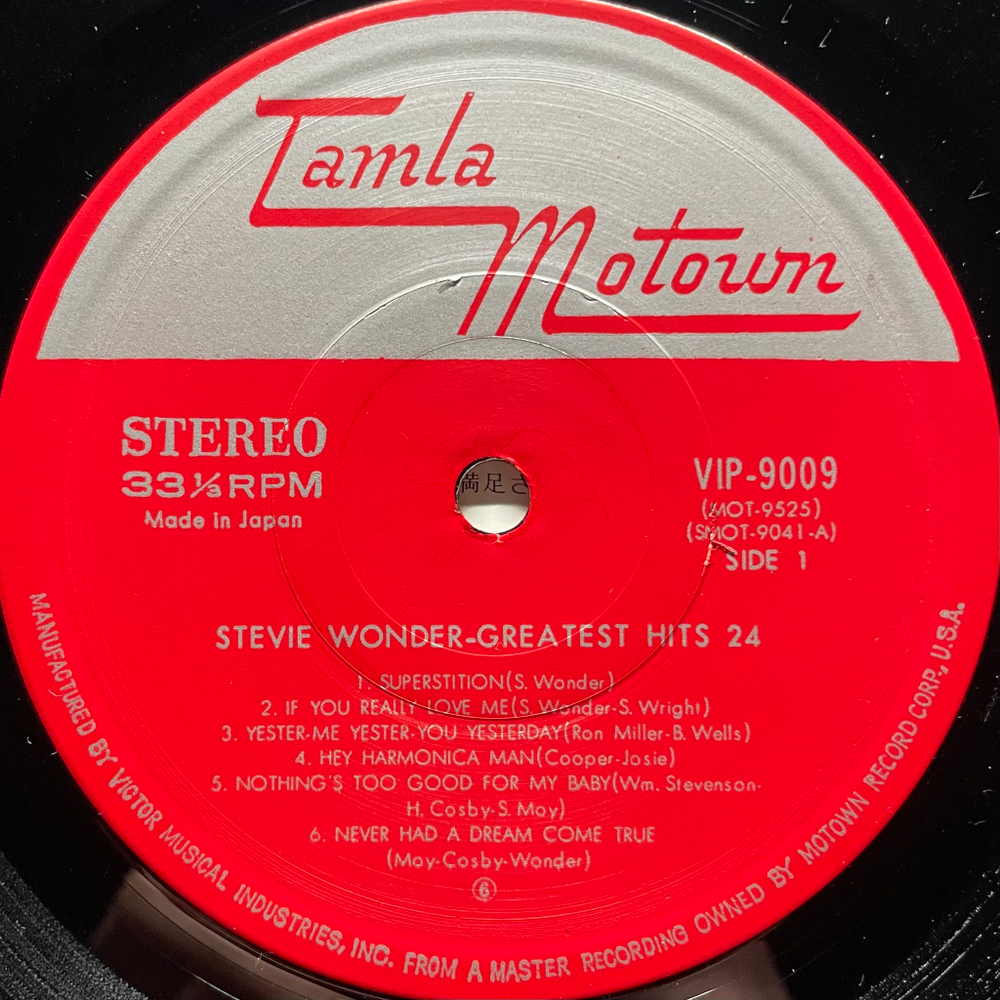 Tamla
Motown
STEREO
33⅓RPM
Made in Japan
満足さ
VIP-9009
(MOT-9525)
(SMOT-9041-A)
SIDE 1
STEVIE WONDER-GREATEST HITS 24
1. SUPERSTITION(S. Wonder)
2. IF YOU REALLY LOVE ME(S. Wonder-S. Wright)
3. YESTER-ME YESTER-YOU YESTERDAY(Ron Miller-B. Wells)
4. HEY HARMONICA MAN(Cooper-Josie)
5. NOTHING'S TOO GOOD FOR MY BABY(Wm. Stevenson-
H. Cosby-S. Moy)
6. NEVER HAD A DREAM COME TRUE
(Moy-Cosby-Wonder)
⑥
MANUFACTURED BY VICTOR MUSICAL INDUSTRIES, INC. FROM A MASTER RECORDING OWNED BY MOTOWN RECORD CORP., U.S.A.